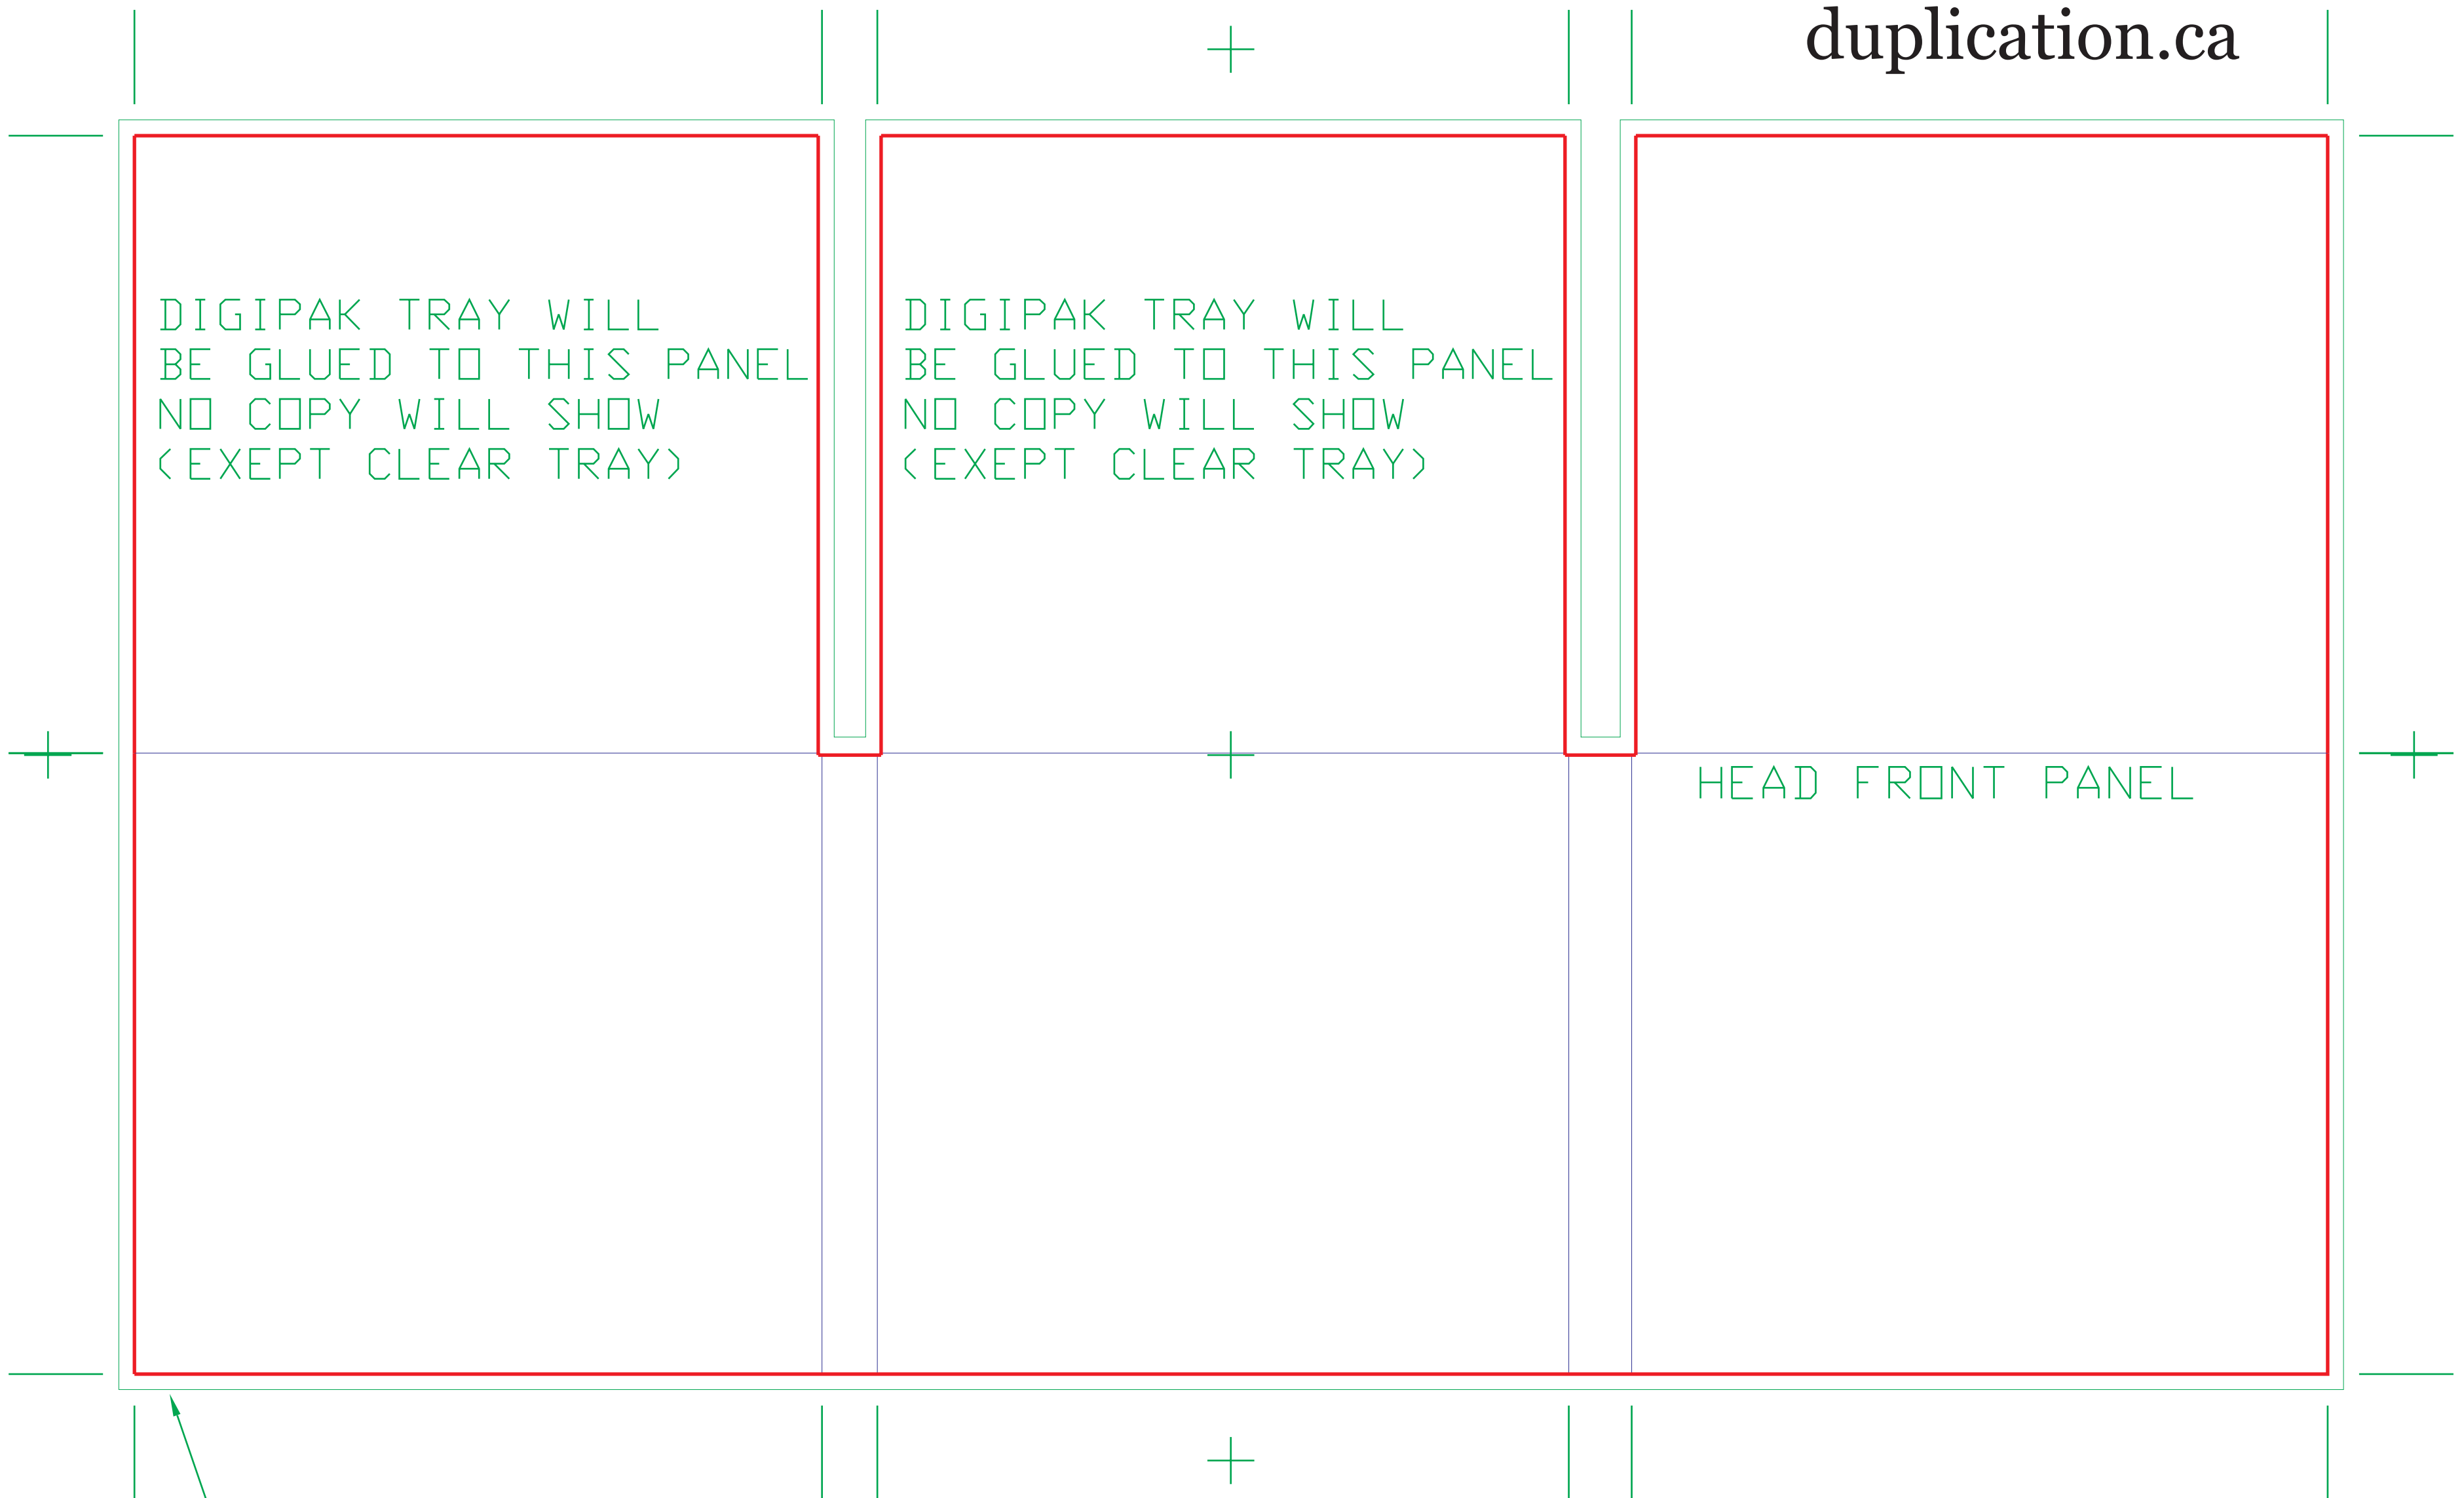 duplication.ca
DIGIPAK TRAY WILL
BE GLUED TO THIS PANEL
NO COPY WILL SHOW
(EXEPT CLEAR TRAY)
DIGIPAK TRAY WILL
BE GLUED TO THIS PANEL
NO COPY WILL SHOW
(EXEPT CLEAR TRAY)
HEAD FRONT PANEL